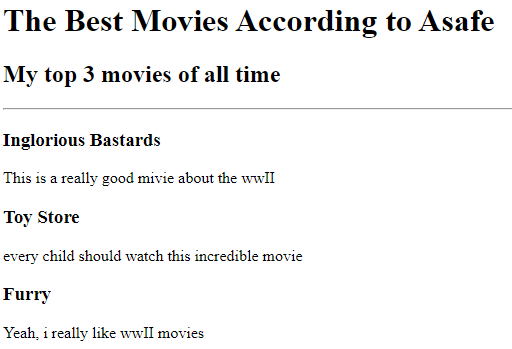 The Best Movies According to Asafe
My top 3 movies of all time
Inglorious Bastards
This is a really good mivie about the wwII
Toy Store
every child should watch this incredible movie
Furry
Yeah, i really like wwII movies